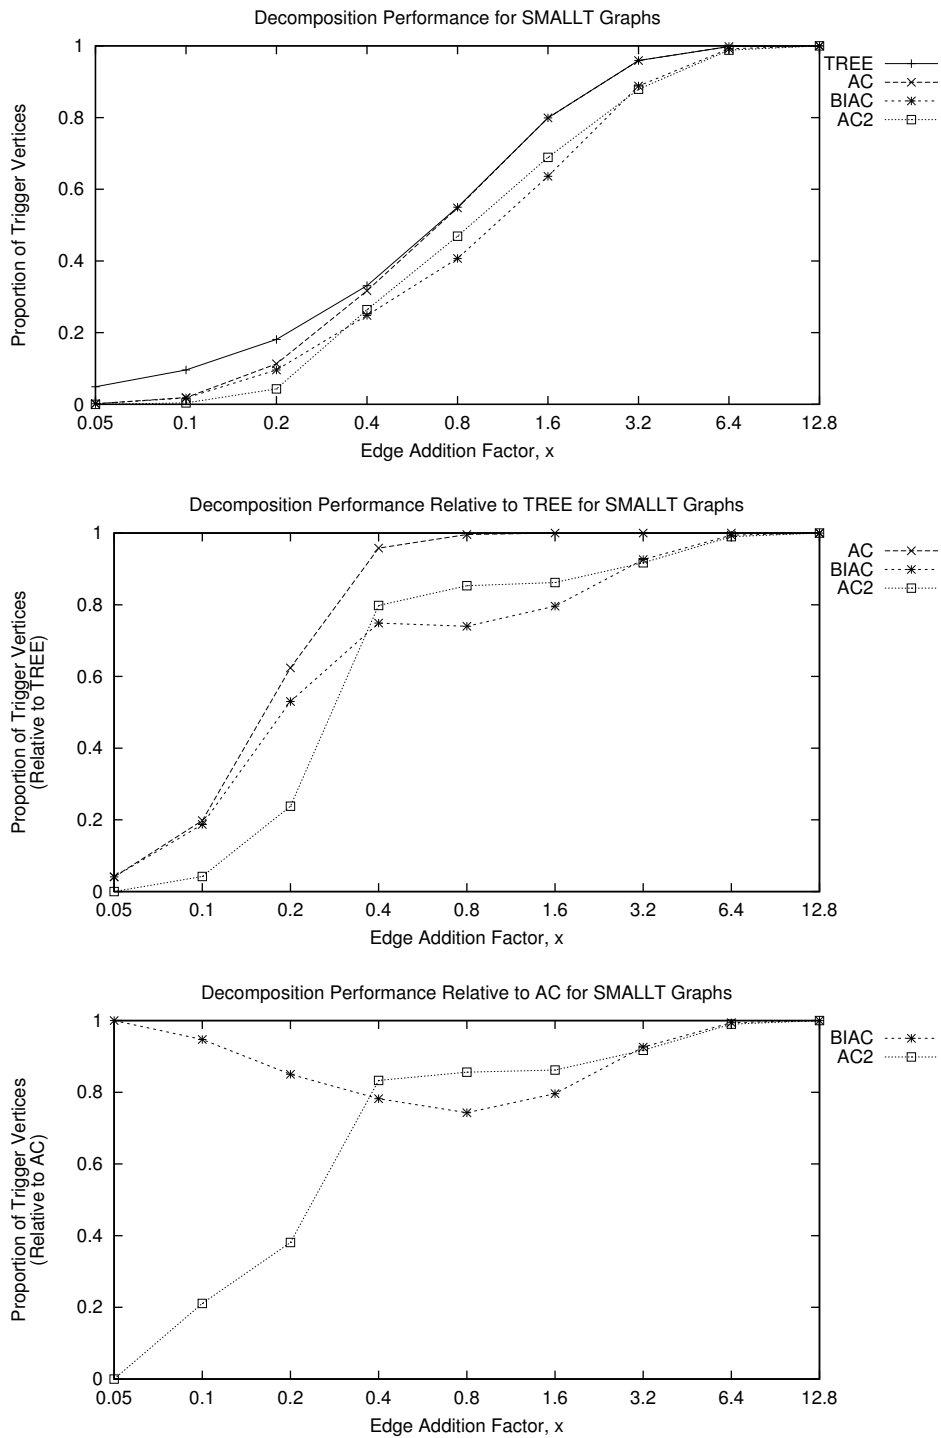 Decomposition Performance for SMALLT Graphs
1
0.8
0.6
0.4
0.2
0
Proportion of Trigger Vertices
0.05 0.1 0.2 0.4 0.8 1.6 3.2 6.4 12.8
Edge Addition Factor, x
TREE
AC
BIAC
AC2
Decomposition Performance Relative to TREE for SMALLT Graphs
1
0.8
0.6
0.4
0.2
0
Proportion of Trigger Vertices
(Relative to TREE)
0.05 0.1 0.2 0.4 0.8 1.6 3.2 6.4 12.8
Edge Addition Factor, x
AC
BIAC
AC2
Decomposition Performance Relative to AC for SMALLT Graphs
1
0.8
0.6
0.4
0.2
0
Proportion of Trigger Vertices
(Relative to AC)
0.05 0.1 0.2 0.4 0.8 1.6 3.2 6.4 12.8
Edge Addition Factor, x
BIAC
AC2